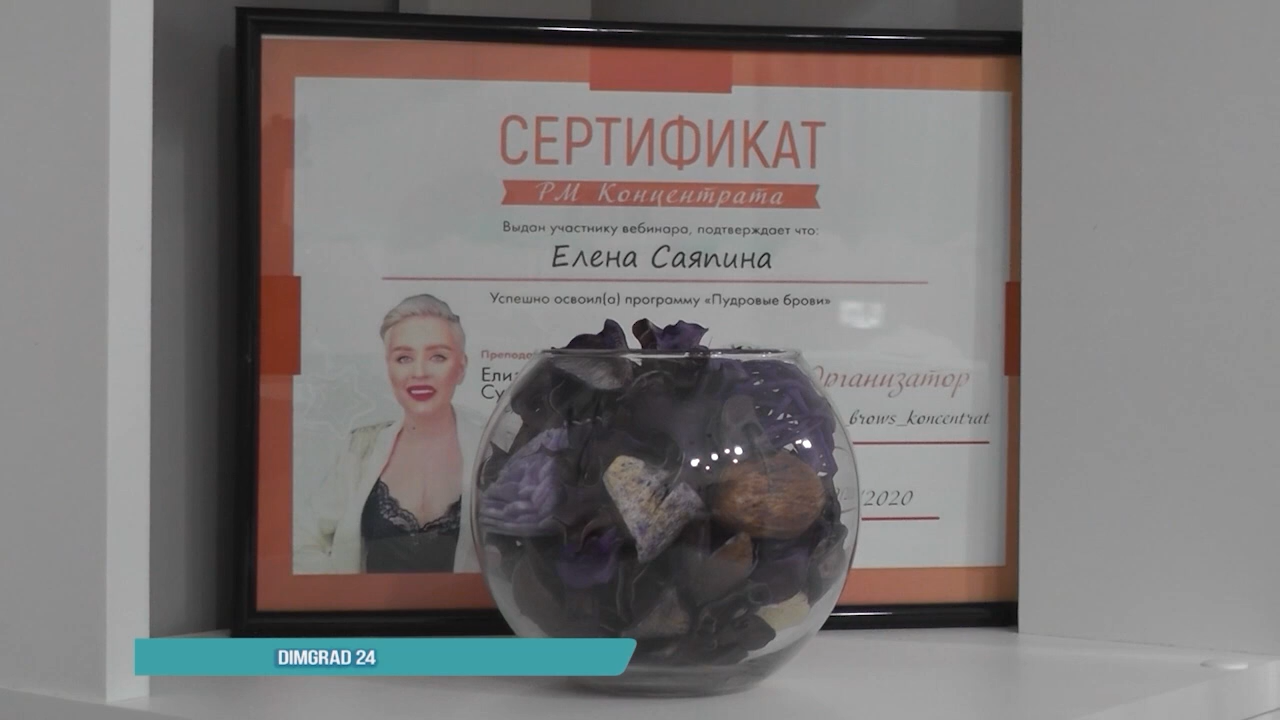 СЕРТИФИКАТ
РМ Концентрата
Выдан участнику вебинара, подтверждает что:
Елена Саяпина
Успешно освоил(а) программу «Пудровые брови»
Организатор
brows_koncentrat
/2020
DIMGRAD 24